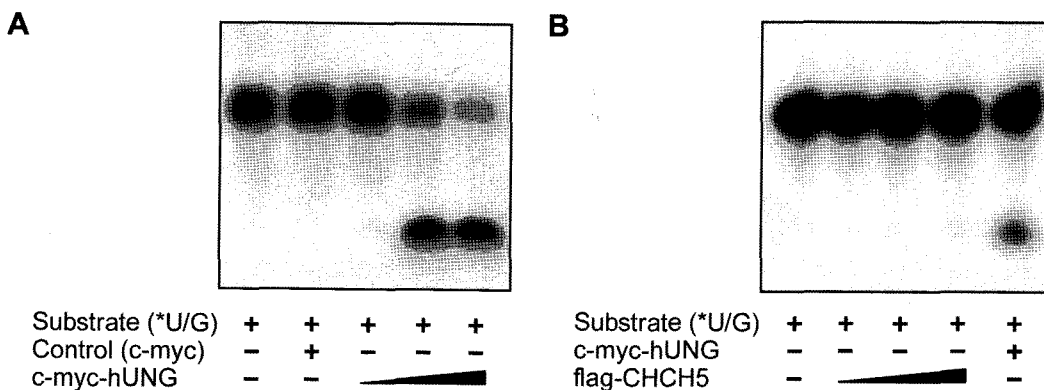 A
B
Substrate (*U/G) + + + + +
Control (c-myc) - + - - -
c-myc-hUNG - -
Substrate (*U/G) + + + + +
c-myc-hUNG - - - - +
flag-CHCH5 - -